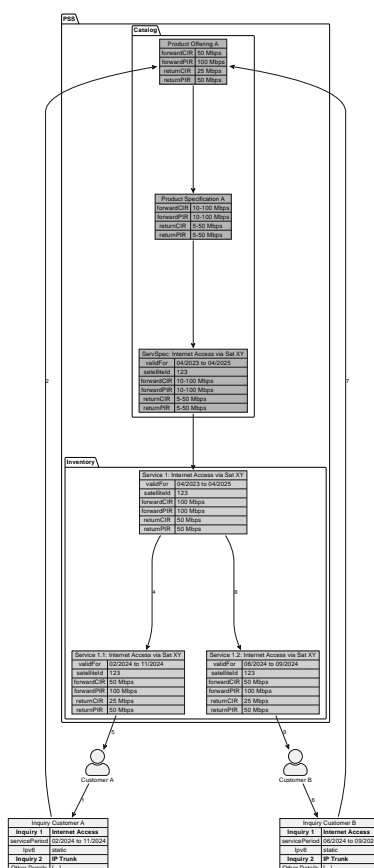 PSS
Catalog
Product Offering A
forwardCIR 50 Mbps
forwardPIR 100 Mbps
returnCIR 25 Mbps
returnPIR 50 Mbps
Product Specification A
forwardCIR 10-100 Mbps
forwardPIR 10-100 Mbps
returnCIR 5-50 Mbps
returnPIR 5-50 Mbps
ServSpec: Internet Access via Sat XY
validFor 04/2023 to 04/2025
satelliteId 123
forwardCIR 10-100 Mbps
forwardPIR 10-100 Mbps
returnCIR 5-50 Mbps
returnPIR 5-50 Mbps
2
7
Inventory
Service 1: Internet Access via Sat XY
validFor 04/2023 to 04/2025
satelliteId 123
forwardCIR 100 Mbps
forwardPIR 100 Mbps
returnCIR 50 Mbps
returnPIR 50 Mbps
4
8
Service 1.1: Internet Access via Sat XY
validFor 02/2024 to 11/2024
satelliteId 123
forwardCIR 50 Mbps
forwardPIR 100 Mbps
returnCIR 25 Mbps
returnPIR 50 Mbps
Service 1.2: Internet Access via Sat XY
validFor 06/2024 to 09/2024
satelliteId 123
forwardCIR 50 Mbps
forwardPIR 100 Mbps
returnCIR 25 Mbps
returnPIR 50 Mbps
5
9
Customer A
Customer B
1
6
Inquiry Customer A
Inquiry 1 Internet Access
servicePeriod 02/2024 to 11/2024
Ipv6 static
Inquiry 2 IP Trunk
Other Details [...]
Inquiry Customer B
Inquiry 1 Internet Access
servicePeriod 06/2024 to 09/202
Ipv6 static
Inquiry 2 IP Trunk
Other Details [...]